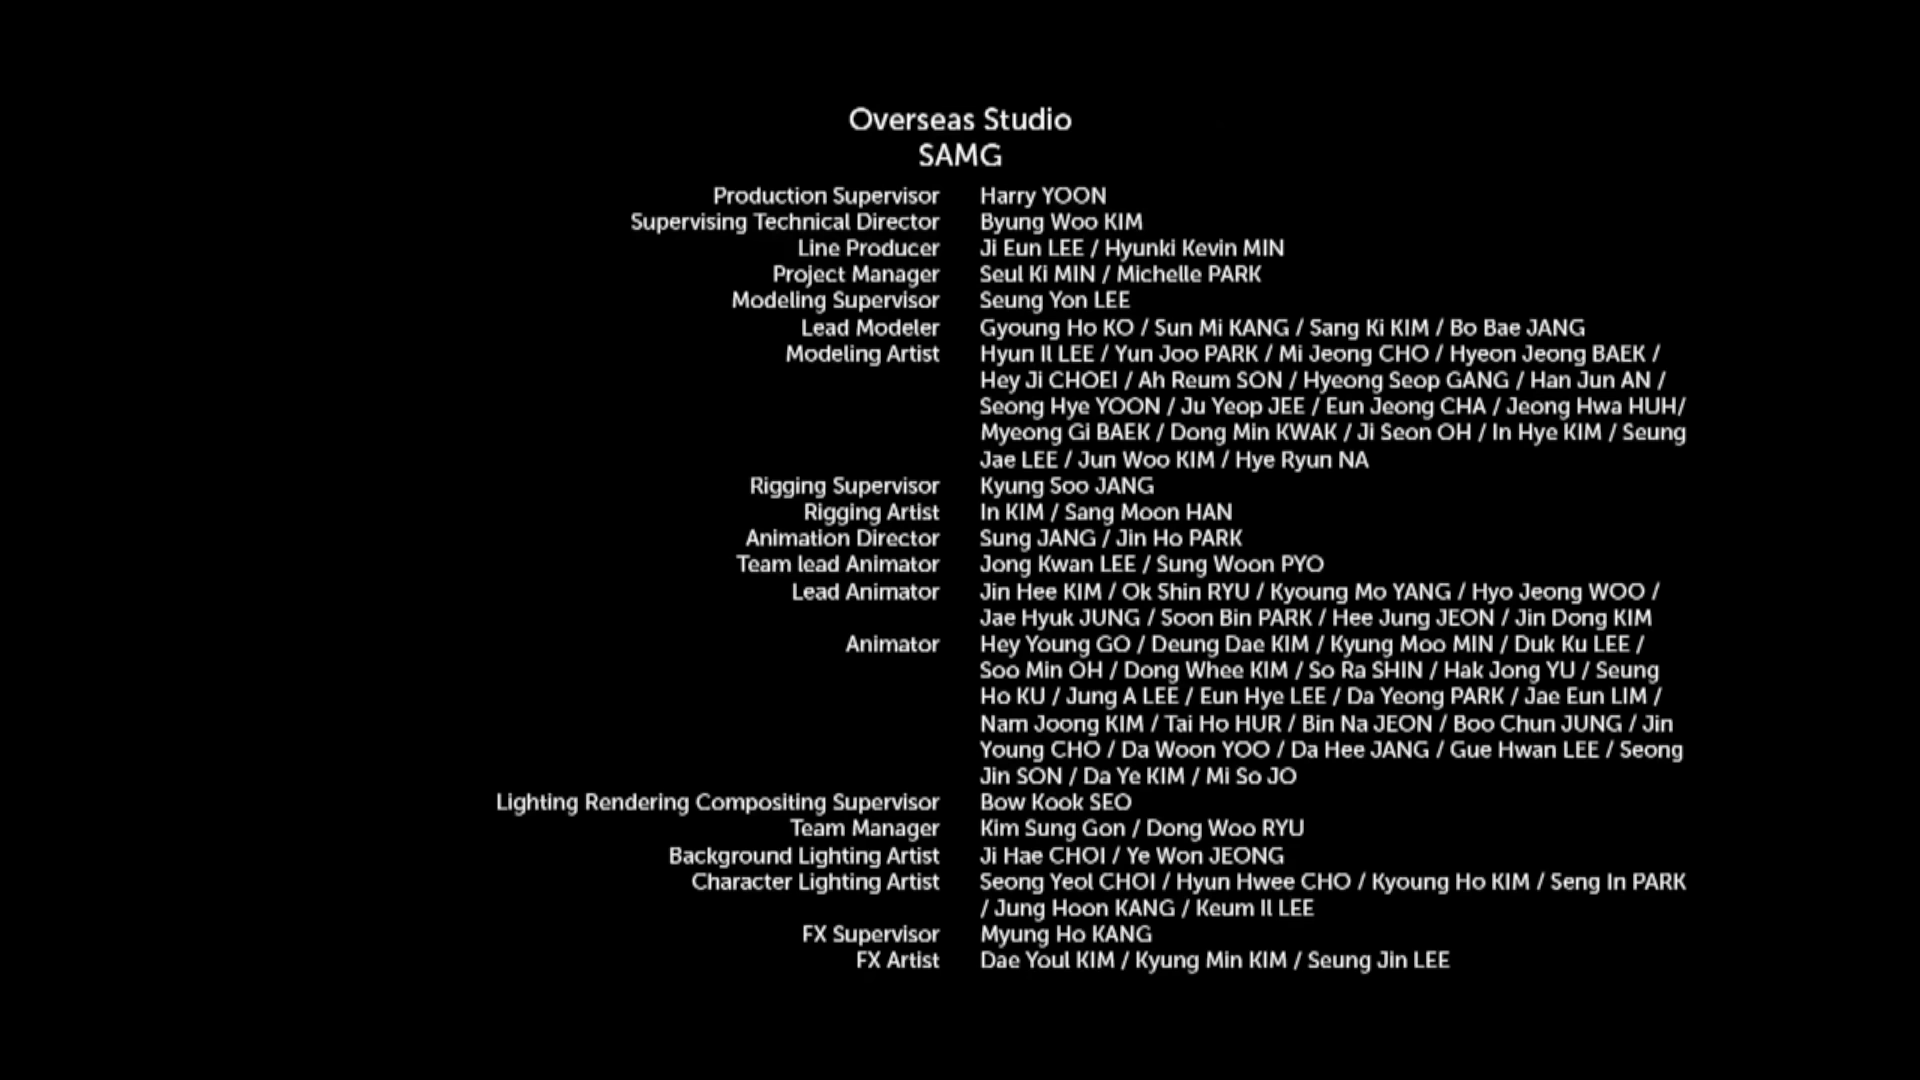 Overseas Studio
SAMG
Production Supervisor Harry YOON
Supervising Technical Director Byung Woo KIM
Line Producer Ji Eun LEE / Hyunki Kevin MIN
Project Manager Seul Ki MIN / Michelle PARK
Modeling Supervisor Seung Yon LEE
Lead Modeler Gyoung Ho KO / Sun Mi KANG / Sang Ki KIM / Bo Bae JANG
Modeling Artist Hyun Il LEE / Yun Joo PARK / Mi Jeong CHO / Hyeon Jeong BAEK /
Hey Ji CHOEI / Ah Reum SON / Hyeong Seop GANG / Han Jun AN /
Seong Hye YOON / Ju Yeop JEE / Eun Jeong CHA / Jeong Hwa HUH/
Myeong Gi BAEK / Dong Min KWAK / Ji Seon OH / In Hye KIM / Seung
Jae LEE / Jun Woo KIM / Hye Ryun NA
Rigging Supervisor Kyung Soo JANG
Rigging Artist In KIM / Sang Moon HAN
Animation Director Sung JANG / Jin Ho PARK
Team lead Animator Jong Kwan LEE / Sung Woon PYO
Lead Animator Jin Hee KIM / Ok Shin RYU / Kyoung Mo YANG / Hyo Jeong WOO /
Jae Hyuk JUNG / Soon Bin PARK / Hee Jung JEON / Jin Dong KIM
Animator Hey Young GO / Deung Dae KIM / Kyung Moo MIN / Duk Ku LEE /
Soo Min OH / Dong Whee KIM / So Ra SHIN / Hak Jong YU / Seung
Ho KU / Jung A LEE / Eun Hye LEE / Da Yeong PARK / Jae Eun LIM /
Nam Joong KIM / Tai Ho HUR / Bin Na JEON / Boo Chun JUNG / Jin
Young CHO / Da Woon YOO / Da Hee JANG / Gue Hwan LEE / Seong
Jin SON / Da Ye KIM / Mi So JO
Lighting Rendering Compositing Supervisor Bow Kook SEO
Team Manager Kim Sung Gon / Dong Woo RYU
Background Lighting Artist Ji Hae CHOI / Ye Won JEONG
Character Lighting Artist Seong Yeol CHOI / Hyun Hwee CHO / Kyoung Ho KIM / Seng In PARK
/ Jung Hoon KANG / Keum Il LEE
FX Supervisor Myung Ho KANG
FX Artist Dae Youl KIM / Kyung Min KIM / Seung Jin LEE